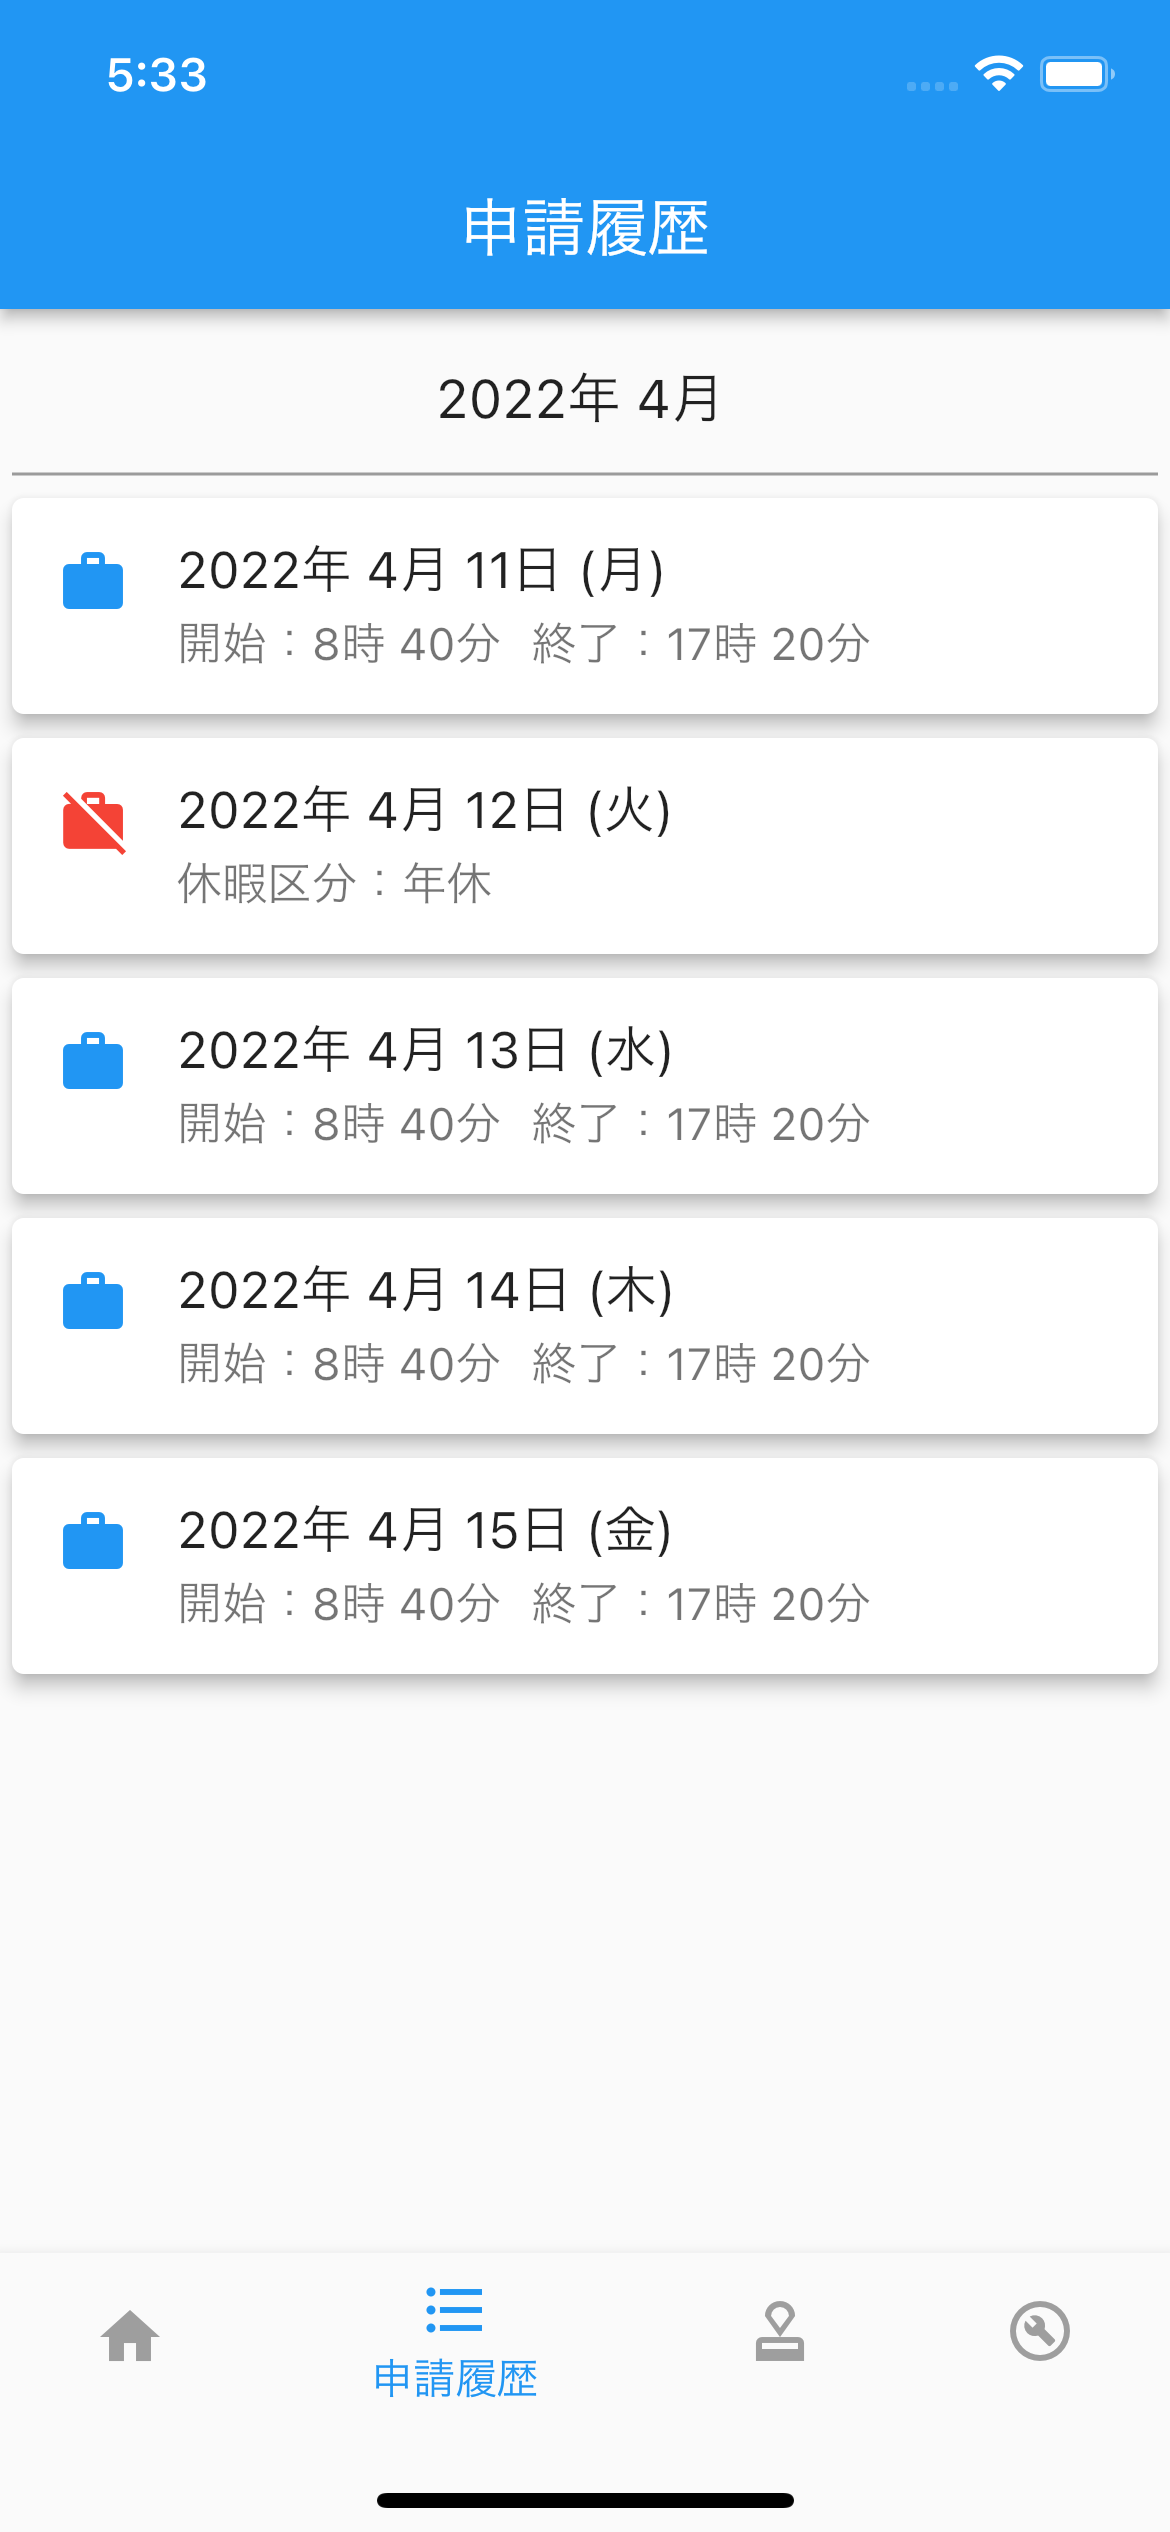 5:33
申請履歴
2022年 4月
2022年 4月 11日 (月)
開始：8時 40分 終了：17時 20分
2022年 4月 12日 (火)
休暇区分：年休
2022年 4月 13日 (水)
開始：8時 40分 終了：17時 20分
2022年 4月 14日 (木)
開始：8時 40分 終了：17時 20分
2022年 4月 15日 (金)
開始：8時 40分 終了：17時 20分
申請履歴